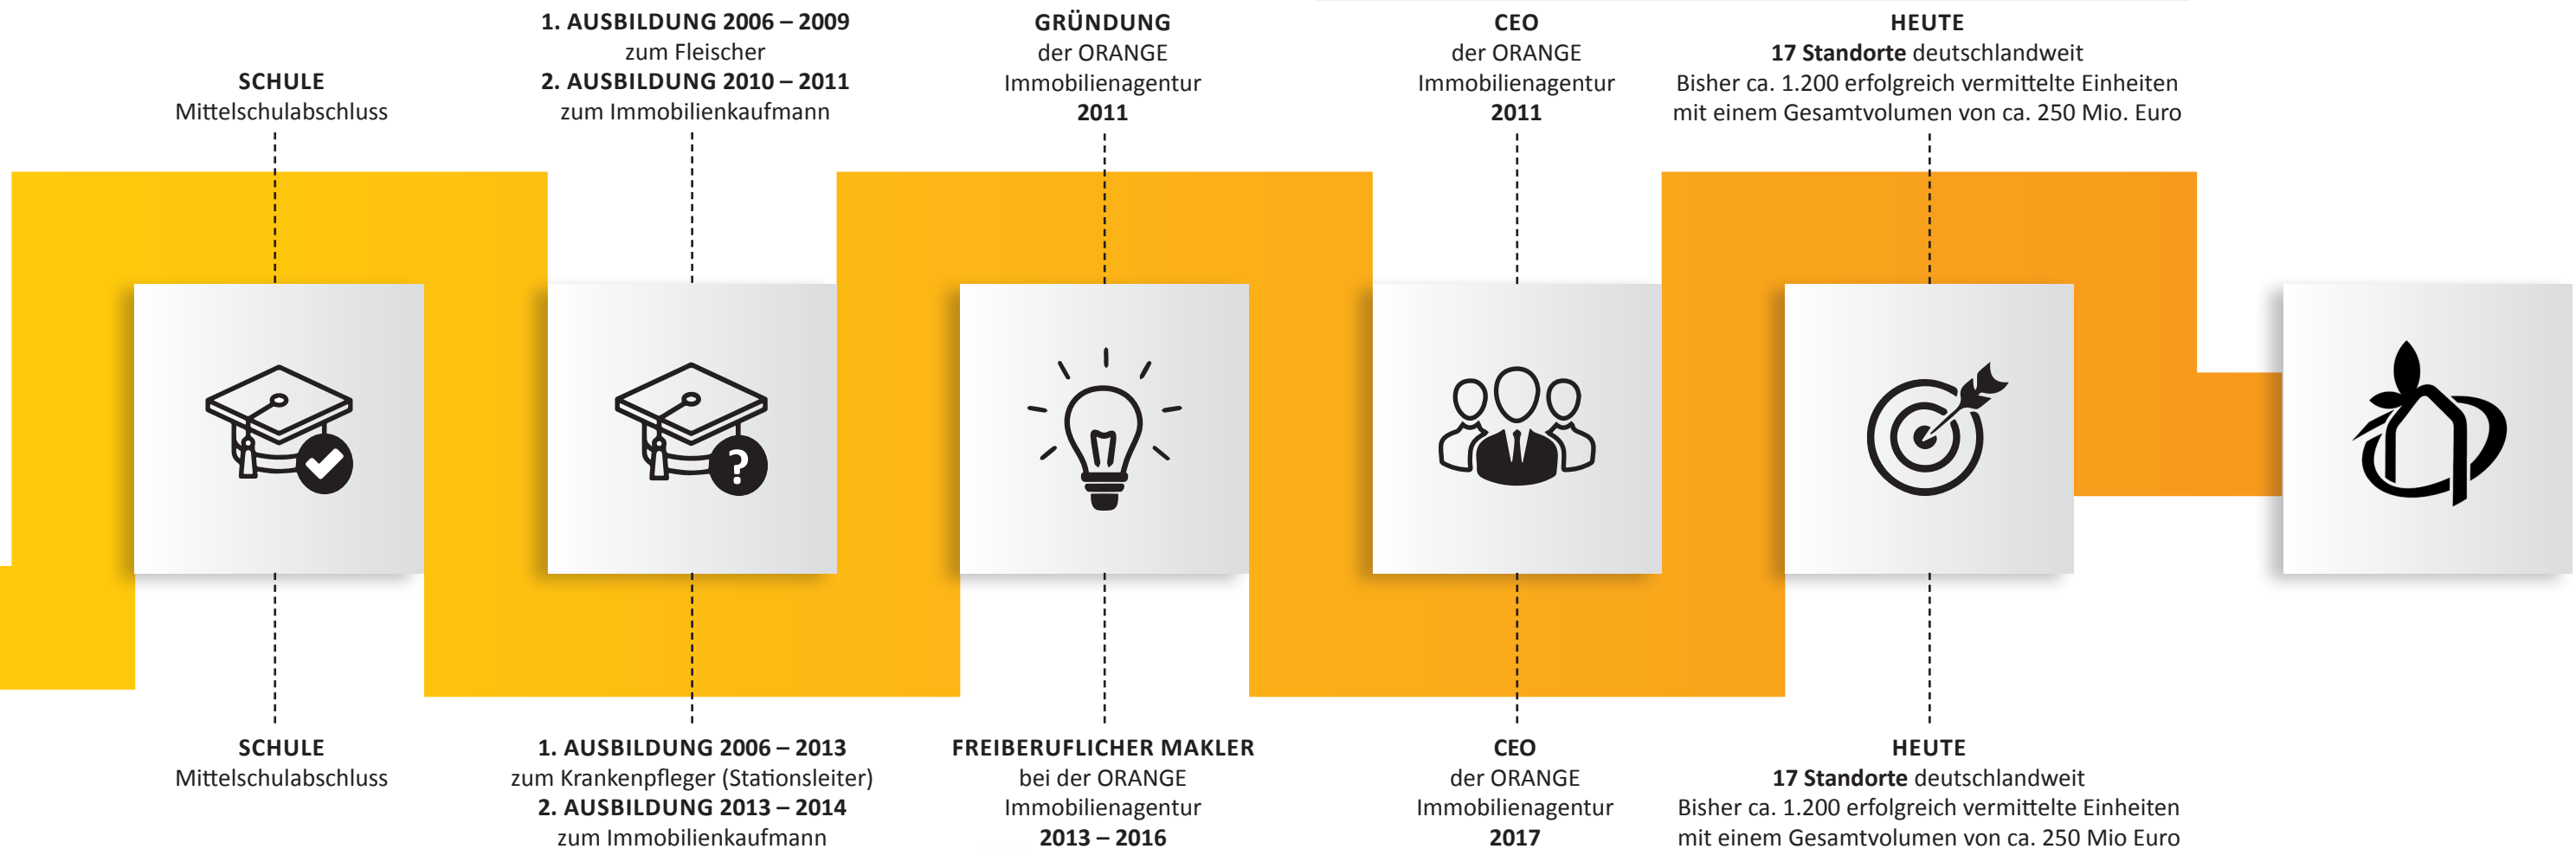 SCHULE
Mittelschulabschluss
1. AUSBILDUNG 2006 – 2009
zum Fleischer
2. AUSBILDUNG 2010 – 2011
zum Immobilienkaufmann
GRÜNDUNG
der ORANGE
Immobilienagentur
2011
CEO
der ORANGE
Immobilienagentur
2011
HEUTE
17 Standorte deutschlandweit
Bisher ca. 1.200 erfolgreich vermittelte Einheiten
mit einem Gesamtvolumen von ca. 250 Mio. Euro
?
SCHULE
Mittelschulabschluss
1. AUSBILDUNG 2006 – 2013
zum Krankenpfleger (Stationsleiter)
2. AUSBILDUNG 2013 – 2014
zum Immobilienkaufmann
FREIBERUFLICHER MAKLER
bei der ORANGE
Immobilienagentur
2013 – 2016
CEO
der ORANGE
Immobilienagentur
2017
HEUTE
17 Standorte deutschlandweit
Bisher ca. 1.200 erfolgreich vermittelte Einheiten
mit einem Gesamtvolumen von ca. 250 Mio Euro